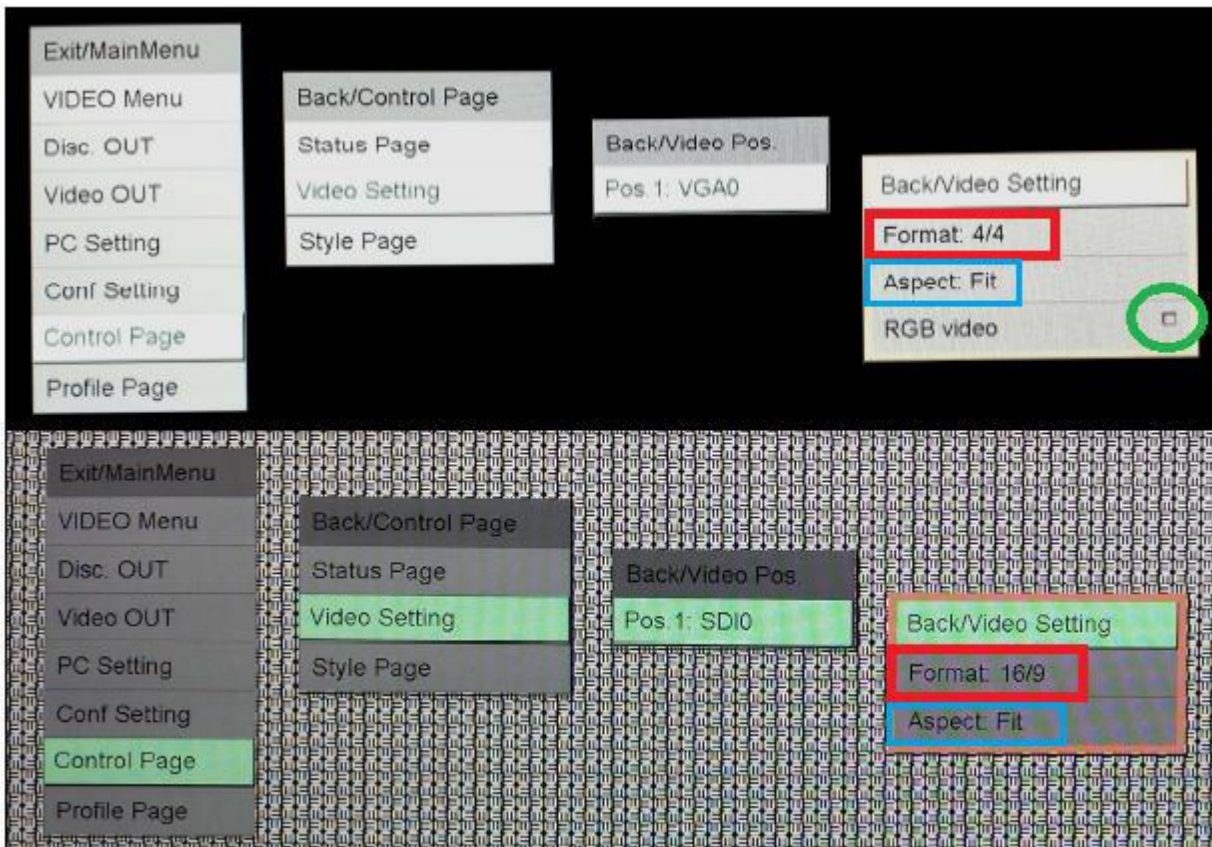 Exit/MainMenu
VIDEO Menu
Disc. OUT
Video OUT
PC Setting
Conf Setting
Control Page
Profile Page
Back/Control Page
Status Page
Video Setting
Style Page
Back/Video Pos.
Pos.1: VGA0
Back/Video Setting
Format: 4/4
Aspect: Fit
RGB video
Exit/MainMenu
VIDEO Menu
Disc. OUT
Video OUT
PC Setting
Conf Setting
Control Page
Profile Page
Back/Control Page
Status Page
Video Setting
Style Page
Back/Video Pos.
Pos.1: SDI0
Back/Video Setting
Format: 16/9
Aspect: Fit